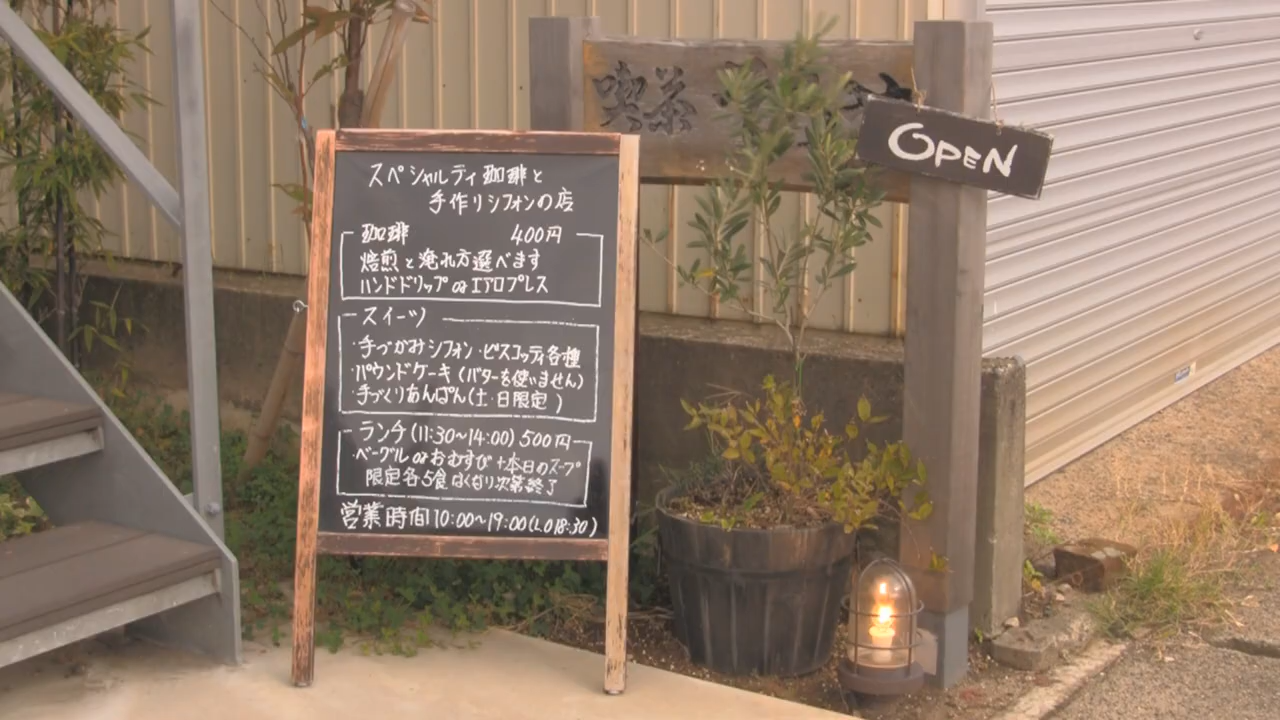 喫茶
OPEN
スペシャルティ珈琲と
手作りシフォンの店
珈琲 400円
焙煎と淹れ方選べます
ハンドドリップ or エアロプレス
スイーツ
・手づかみシフォン・ビスコッティ各種
・パウンドケーキ(バターを使いません)
・手づくりあんぱん(土・日限定)
ランチ(11:30~14:00)500円
・ベーグル or おむすび +本日のスープ
限定各5食 なくなり次第終了
営業時間10:00~19:00(L.O18:30)